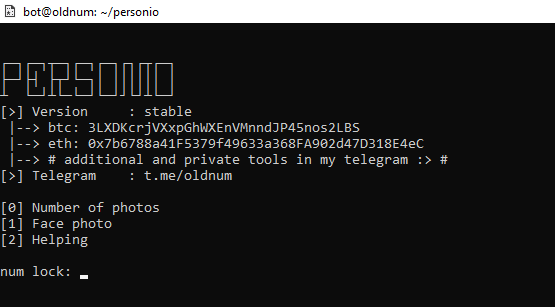 bot@oldnum: ~/personio
PERSONIO
[>] Version     : stable
 |--> btc: 3LXDKcrjVXxpGhWXEnVMnndJP45nos2LBS
 |--> eth: 0x7b6788a41F5379f49633a368FA902d47D318E4eC
 |--> # additional and private tools in my telegram :> #
[>] Telegram    : t.me/oldnum
[0] Number of photos
[1] Face photo
[2] Helping
num lock: